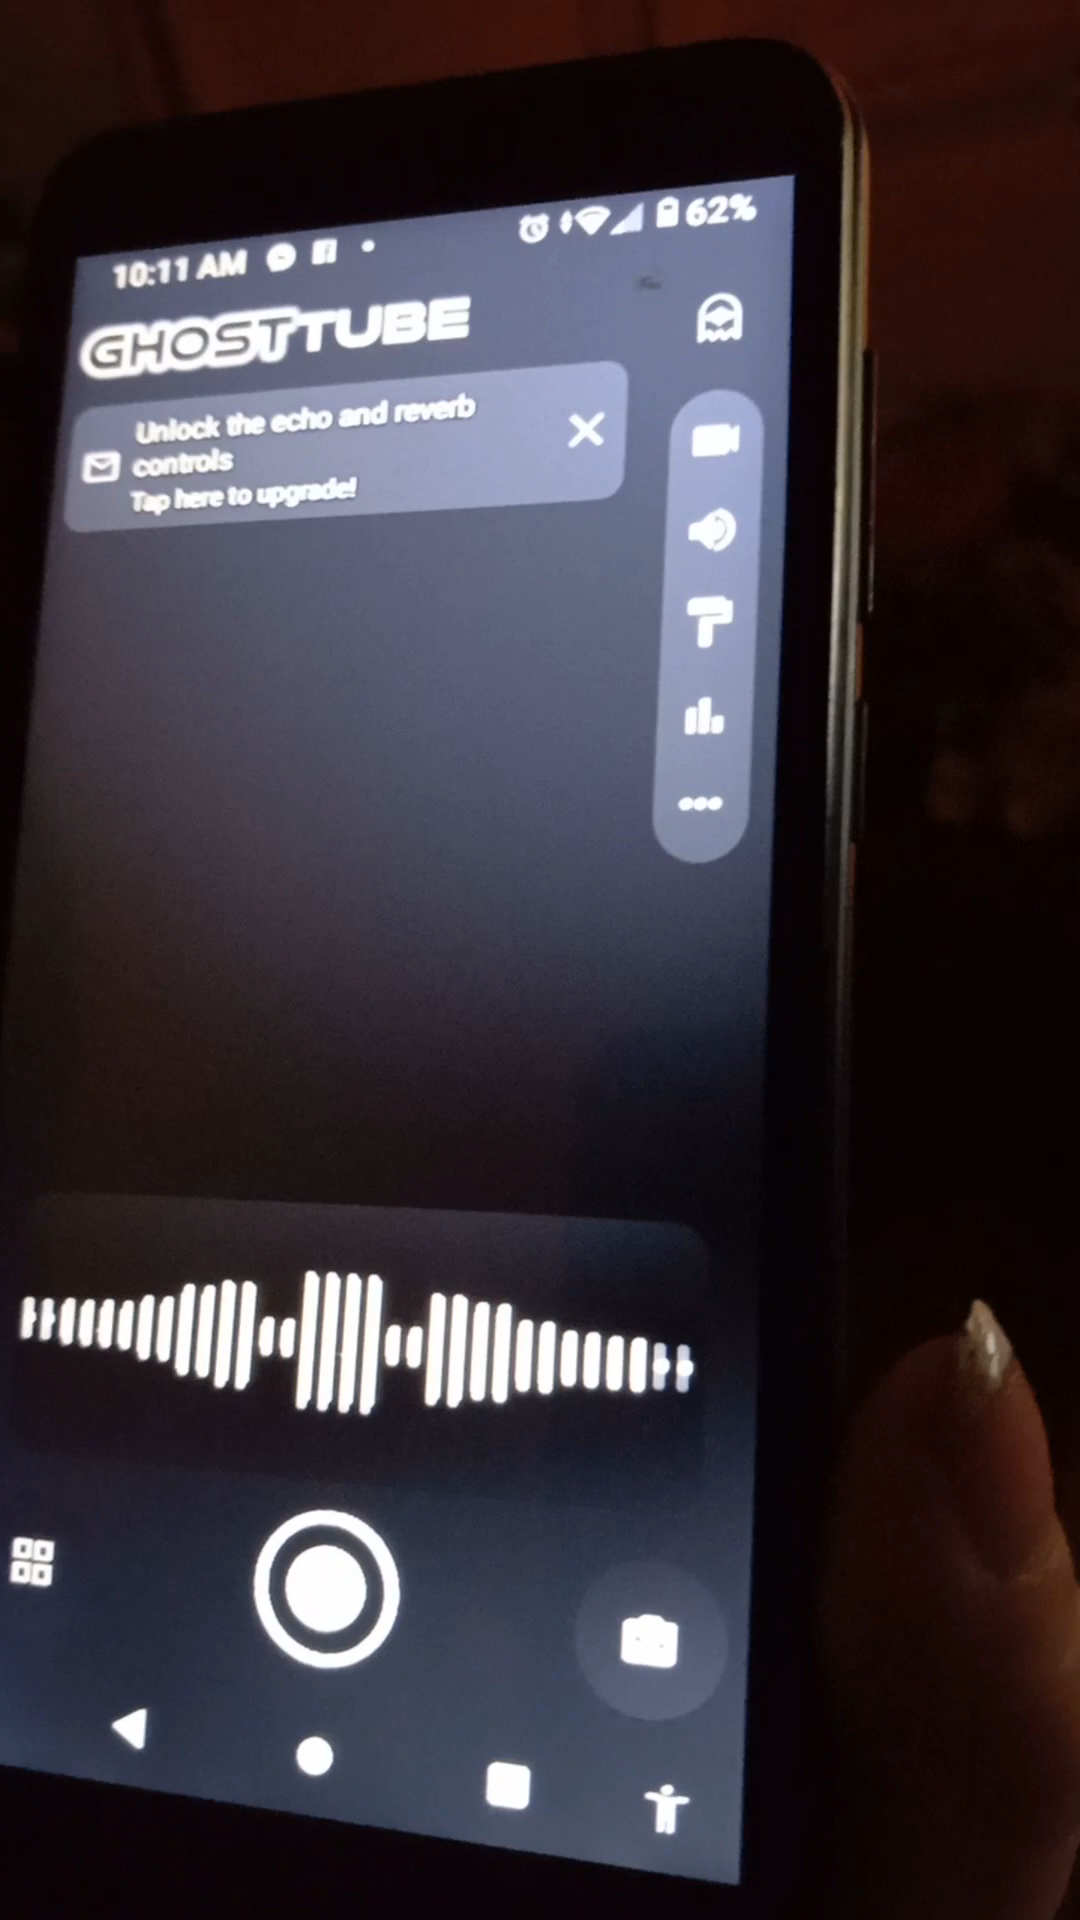 10:11 AM 62%
GHOSTTUBE
Unlock the echo and reverb
controls
Tap here to upgrade!